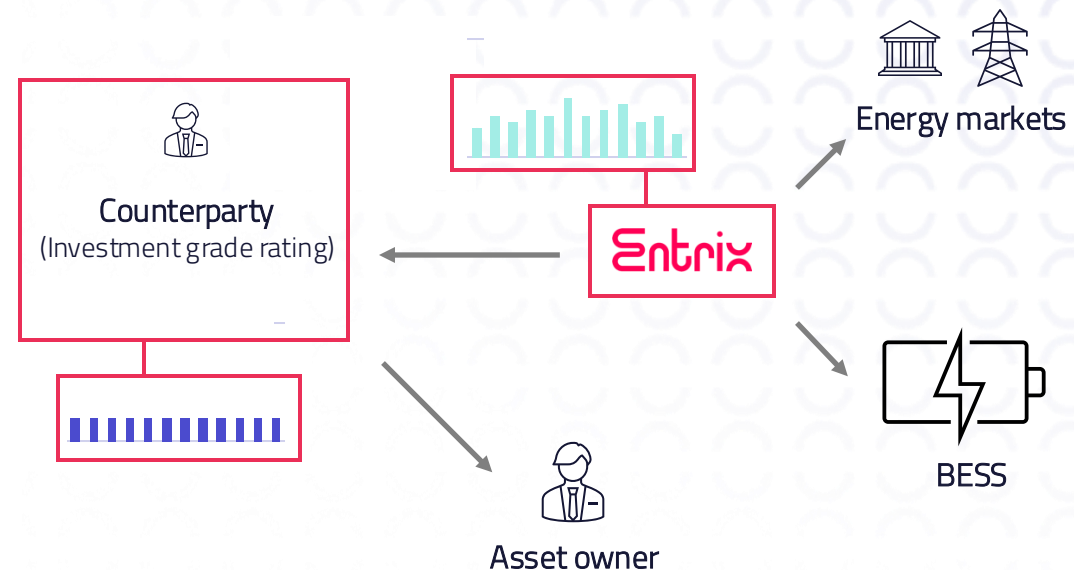 Energy markets
Counterparty
(Investment grade rating)
Entrix
BESS
Asset owner